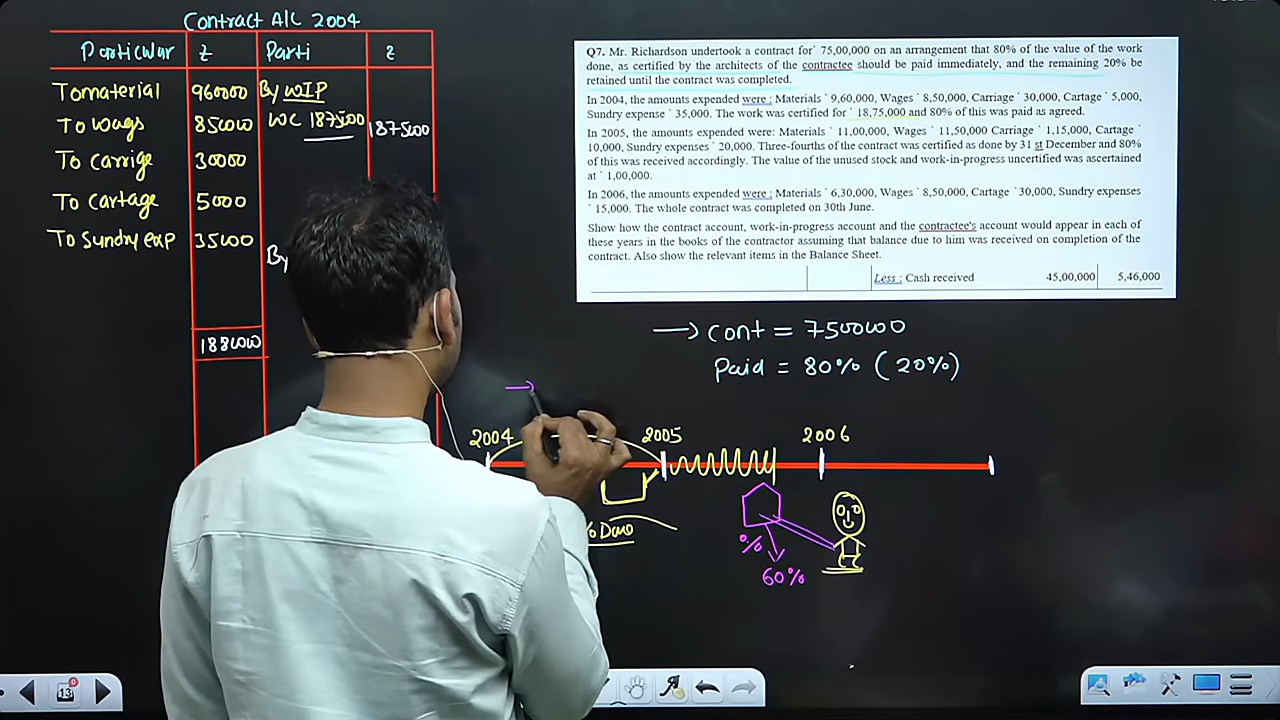 Contract A/C 2004
Particular ₹ Parti ₹
To material 960000 By WIP
To wags 850000 WC 1875000 1875000
To carrige 30000
To Cartage 5000
To Sundry exp 35000
By
1880000
Q7. Mr. Richardson undertook a contract for` 75,00,000 on an arrangement that 80% of the value of the work
done, as certified by the architects of the contractee should be paid immediately, and the remaining 20% be
retained until the contract was completed.
In 2004, the amounts expended were : Materials ` 9,60,000, Wages ` 8,50,000, Carriage ` 30,000, Cartage ` 5,000,
Sundry expense ` 35,000. The work was certified for ` 18,75,000 and 80% of this was paid as agreed.
In 2005, the amounts expended were: Materials ` 11,00,000, Wages ` 11,50,000 Carriage ` 1,15,000, Cartage `
10,000, Sundry expenses ` 20,000. Three-fourths of the contract was certified as done by 31 st December and 80%
of this was received accordingly. The value of the unused stock and work-in-progress uncertified was ascertained
at ` 1,00,000.
In 2006, the amounts expended were : Materials ` 6,30,000, Wages ` 8,50,000, Cartage `30,000, Sundry expenses
` 15,000. The whole contract was completed on 30th June.
Show how the contract account, work-in-progress account and the contractee's account would appear in each of
these years in the books of the contractor assuming that balance due to him was received on completion of the
contract. Also show the relevant items in the Balance Sheet.
Less : Cash received 45,00,000 5,46,000
→ cont = 7500000
Paid = 80% (20%)
2004 2005 2006
% Done
%
60%
13